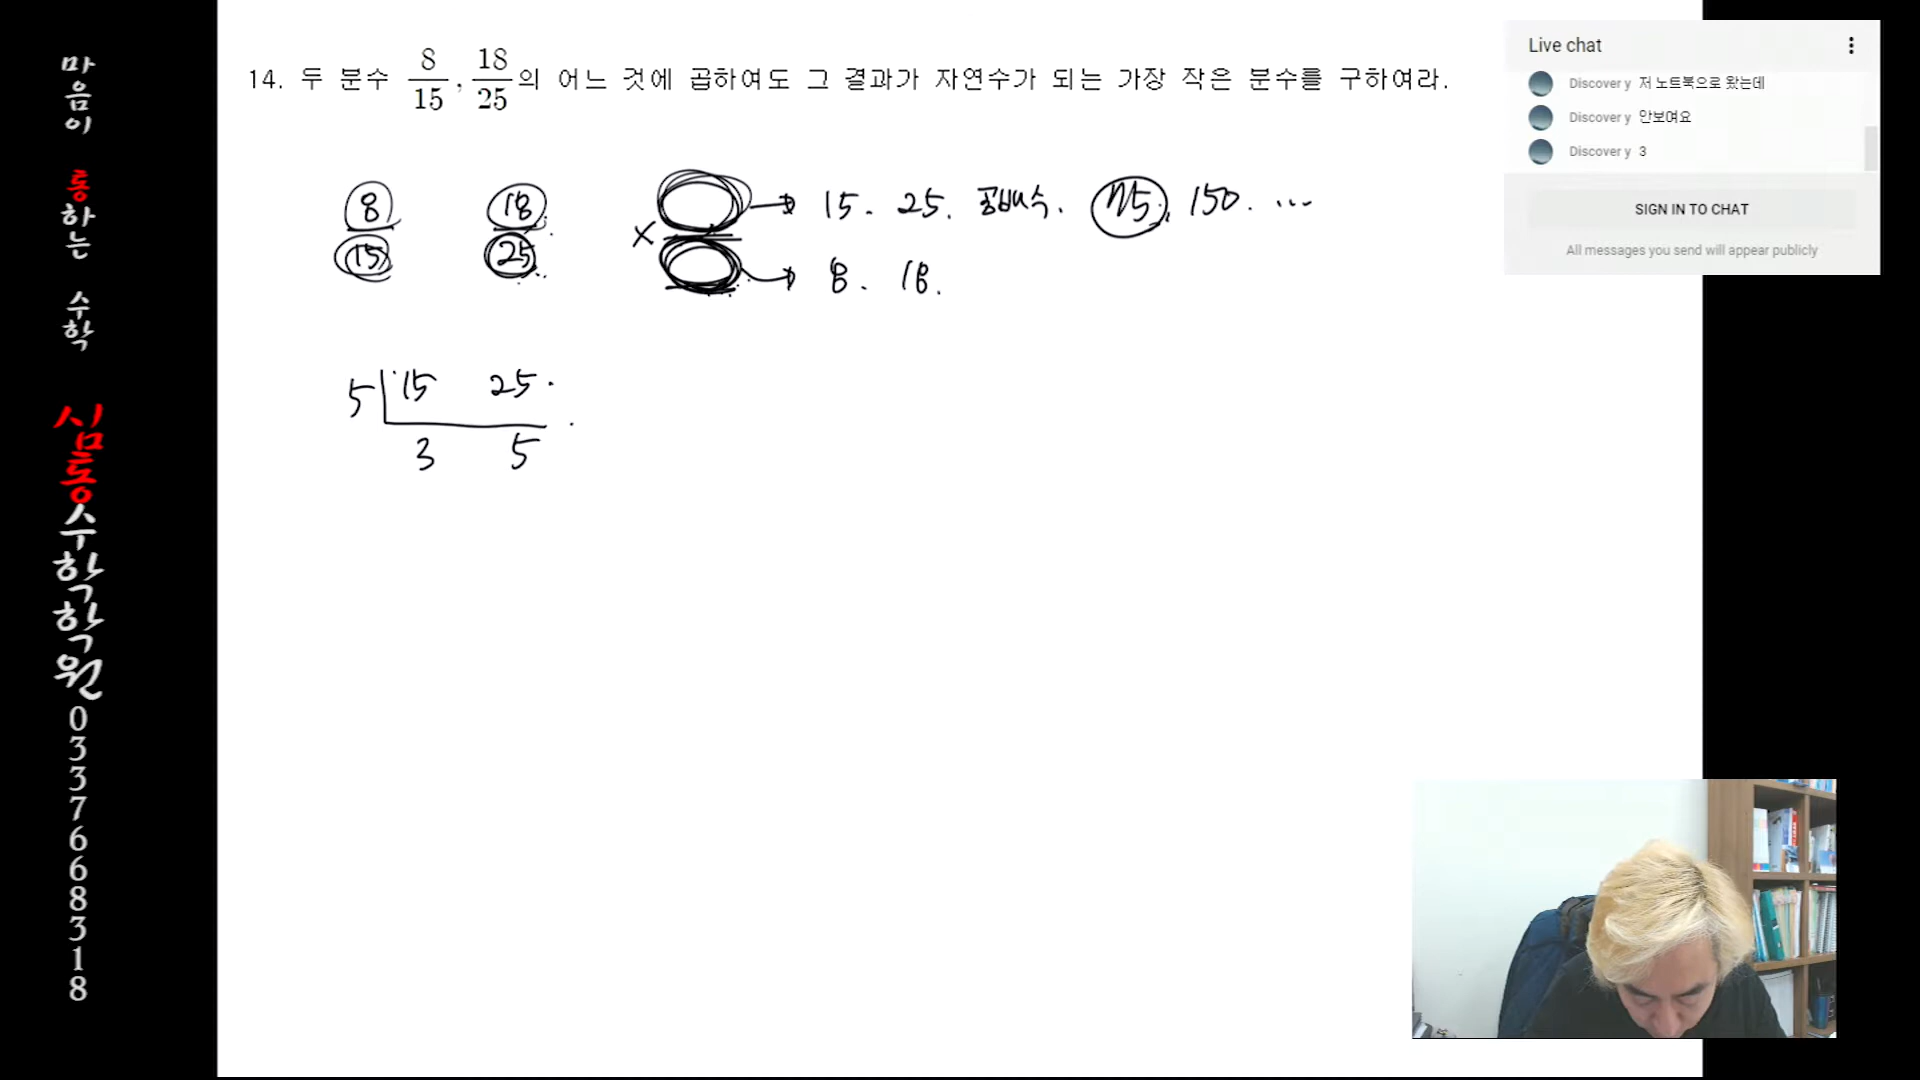 마음이 통하는 수학
심통수학학원
0337668318
14. 두 분수 8/15, 18/25의 어느 것에 곱하여도 그 결과가 자연수가 되는 가장 작은 분수를 구하여라.
8 18
15 25
×
15. 25. 공배수. 75, 150. ...
8. 18.
5 15 25
3 5
Live chat
Discover y 저 노트북으로 왔는데
Discover y 안보여요
Discover y 3
SIGN IN TO CHAT
All messages you send will appear publicly